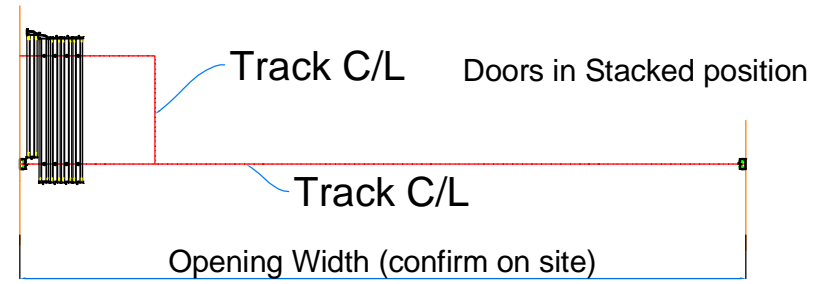 Track C/L
Doors in Stacked position
Track C/L
Opening Width (confirm on site)